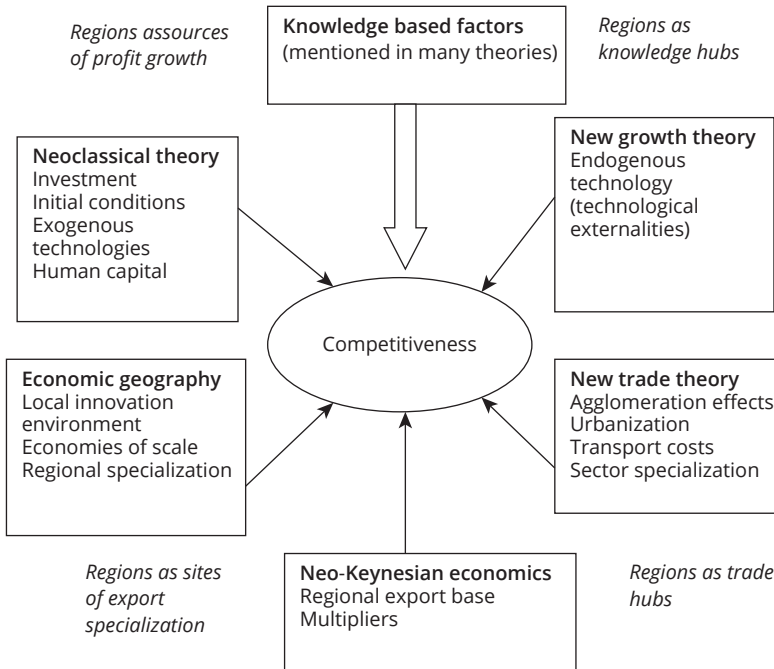 Regions assources
of profit growth
Knowledge based factors
(mentioned in many theories)
Regions as
knowledge hubs
Neoclassical theory
Investment
Initial conditions
Exogenous
technologies
Human capital
New growth theory
Endogenous
technology
(technological
externalities)
Competitiveness
Economic geography
Local innovation
environment
Economies of scale
Regional specialization
New trade theory
Agglomeration effects
Urbanization
Transport costs
Sector specialization
Regions as sites
of export
specialization
Neo-Keynesian economics
Regional export base
Multipliers
Regions as trade
hubs